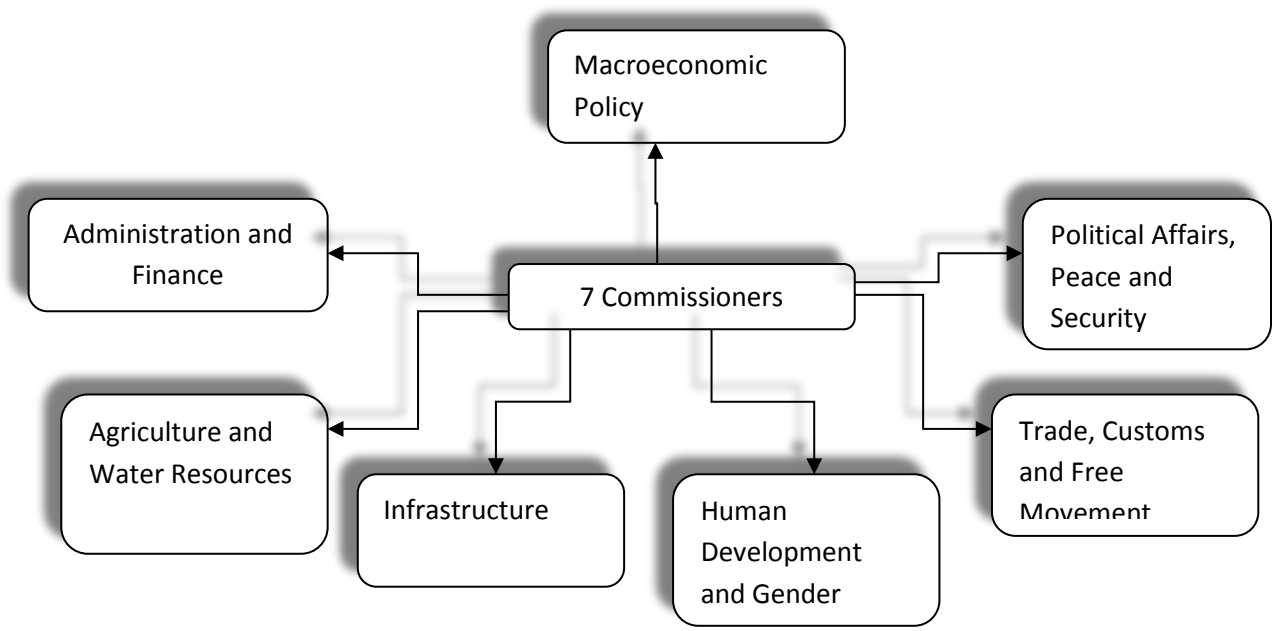 Macroeconomic
Policy
Administration and
Finance
Political Affairs,
Peace and
Security
7 Commissioners
Agriculture and
Water Resources
Trade, Customs
and Free
Movement
Infrastructure
Human
Development
and Gender